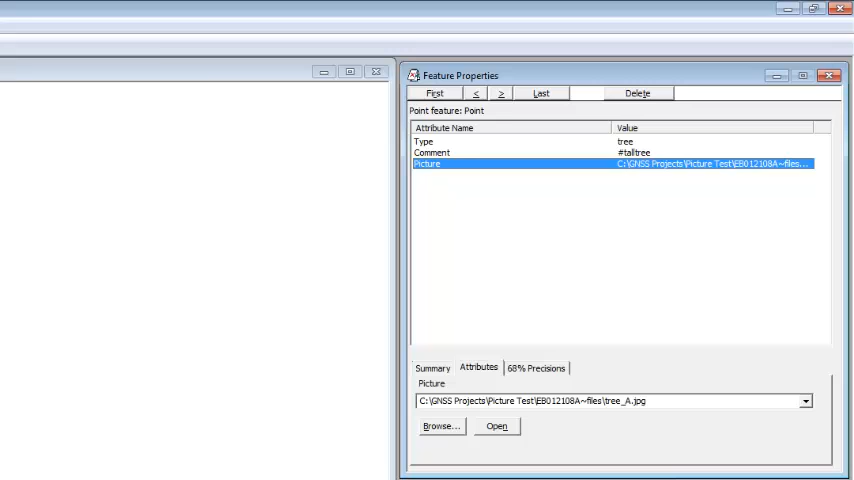 Feature Properties
First < > Last Delete
Point feature: Point
Attribute Name Value
Type tree
Comment #talltree
Picture C:\GNSS Projects\Picture Test\EB012108A~files...
Summary Attributes 68% Precisions
Picture
C:\GNSS Projects\Picture Test\EB012108A~files\tree_A.jpg
Browse... Open